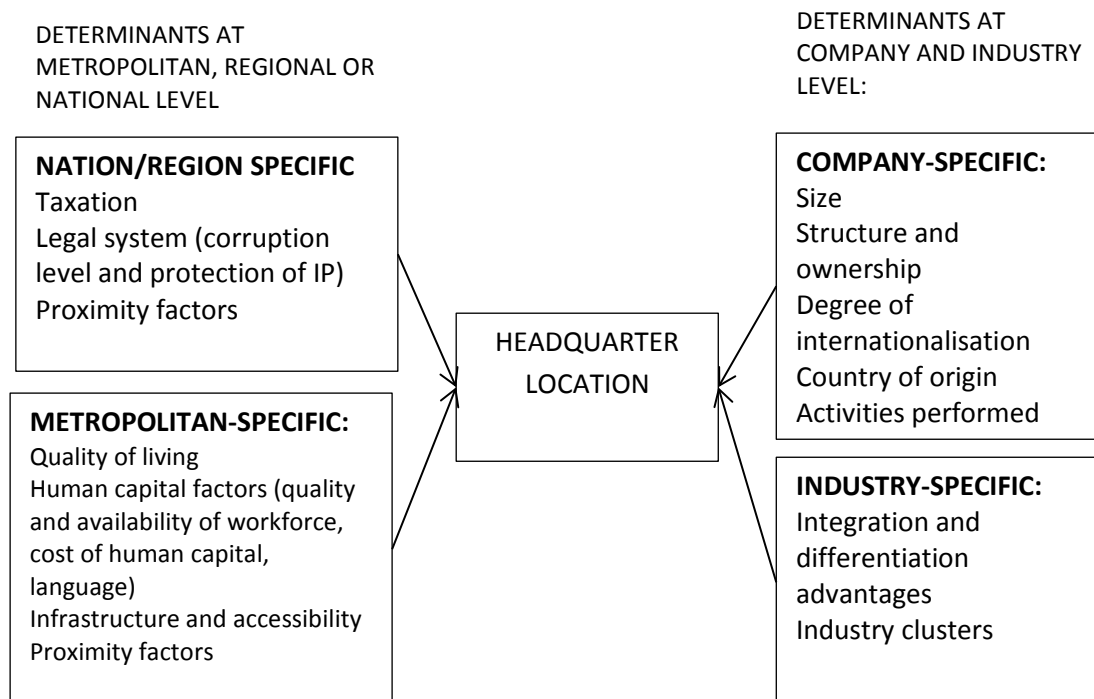 DETERMINANTS AT
METROPOLITAN, REGIONAL OR
NATIONAL LEVEL
NATION/REGION SPECIFIC
Taxation
Legal system (corruption
level and protection of IP)
Proximity factors
METROPOLITAN-SPECIFIC:
Quality of living
Human capital factors (quality
and availability of workforce,
cost of human capital,
language)
Infrastructure and accessibility
Proximity factors
HEADQUARTER
LOCATION
DETERMINANTS AT
COMPANY AND INDUSTRY
LEVEL:
COMPANY-SPECIFIC:
Size
Structure and
ownership
Degree of
internationalisation
Country of origin
Activities performed
INDUSTRY-SPECIFIC:
Integration and
differentiation
advantages
Industry clusters